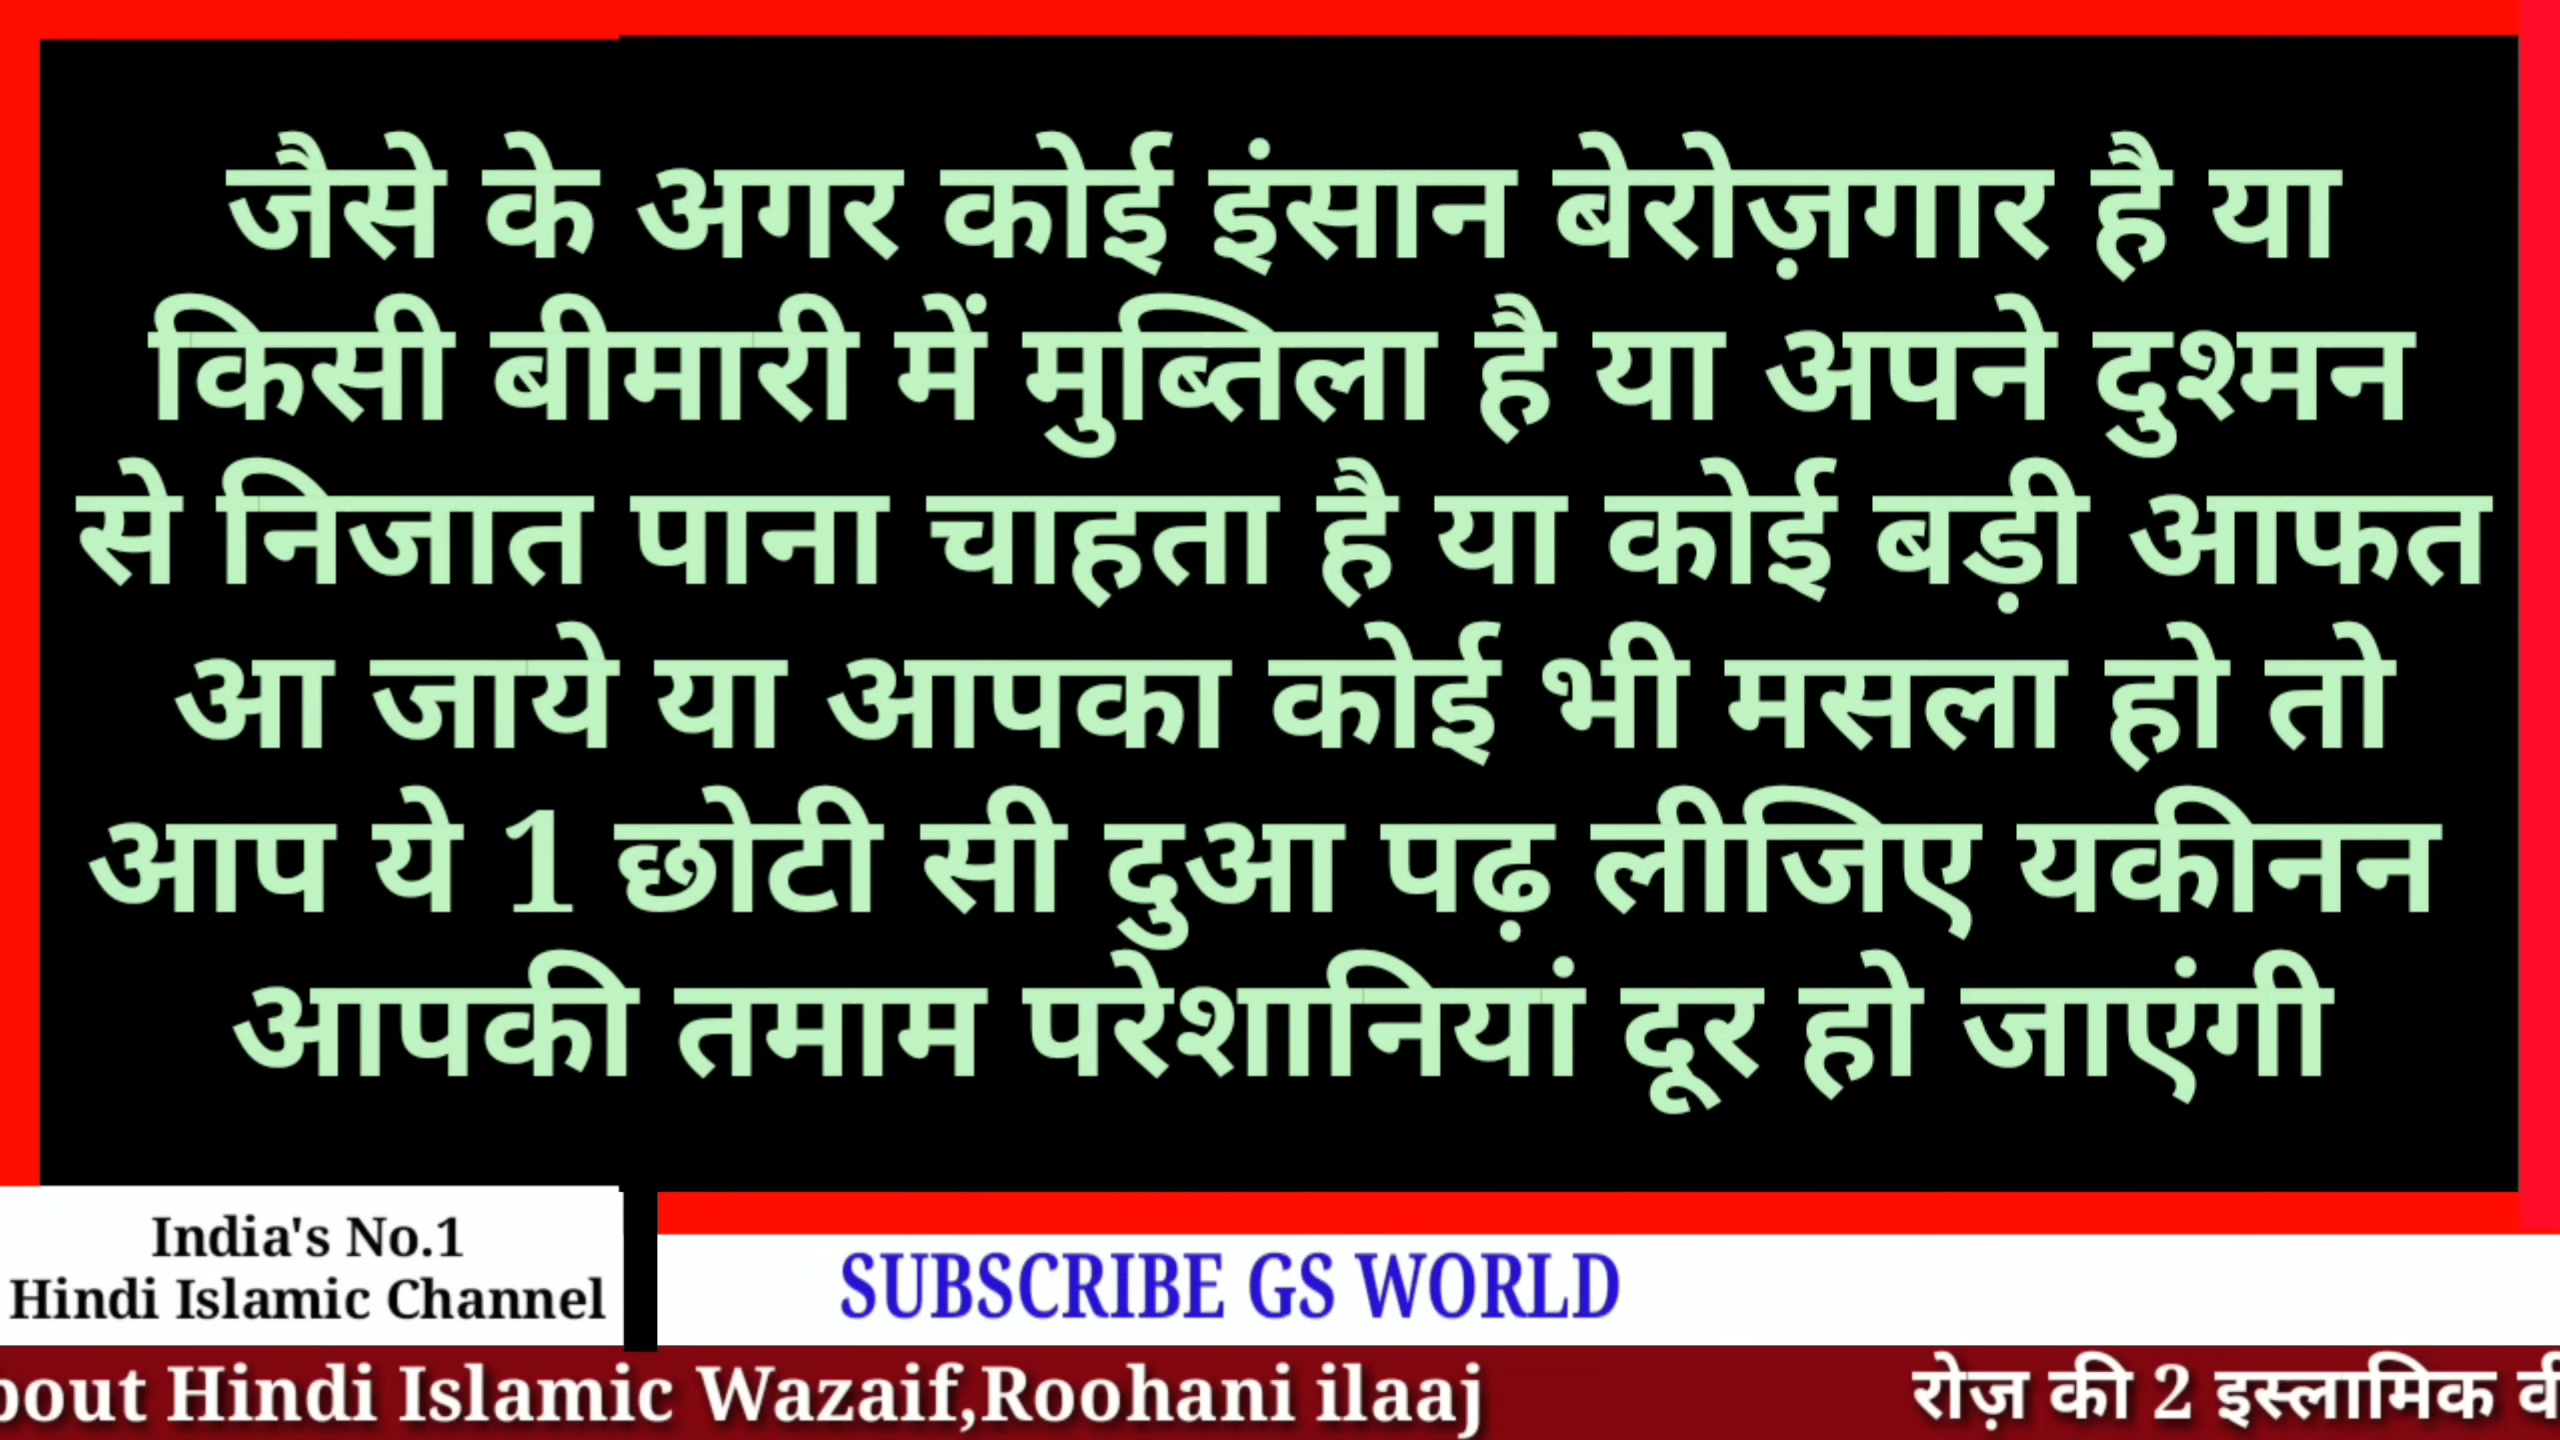 जैसे के अगर कोई इंसान बेरोज़गार है या
किसी बीमारी में मुब्तिला है या अपने दुश्मन
से निजात पाना चाहता है या कोई बड़ी आफत
आ जाये या आपका कोई भी मसला हो तो
आप ये 1 छोटी सी दुआ पढ़ लीजिए यकीनन
आपकी तमाम परेशानियां दूर हो जाएंगी
India's No.1
Hindi Islamic Channel
SUBSCRIBE GS WORLD
Hindi Islamic Wazaif,Roohani ilaaj
रोज़ की 2 इस्लामिक